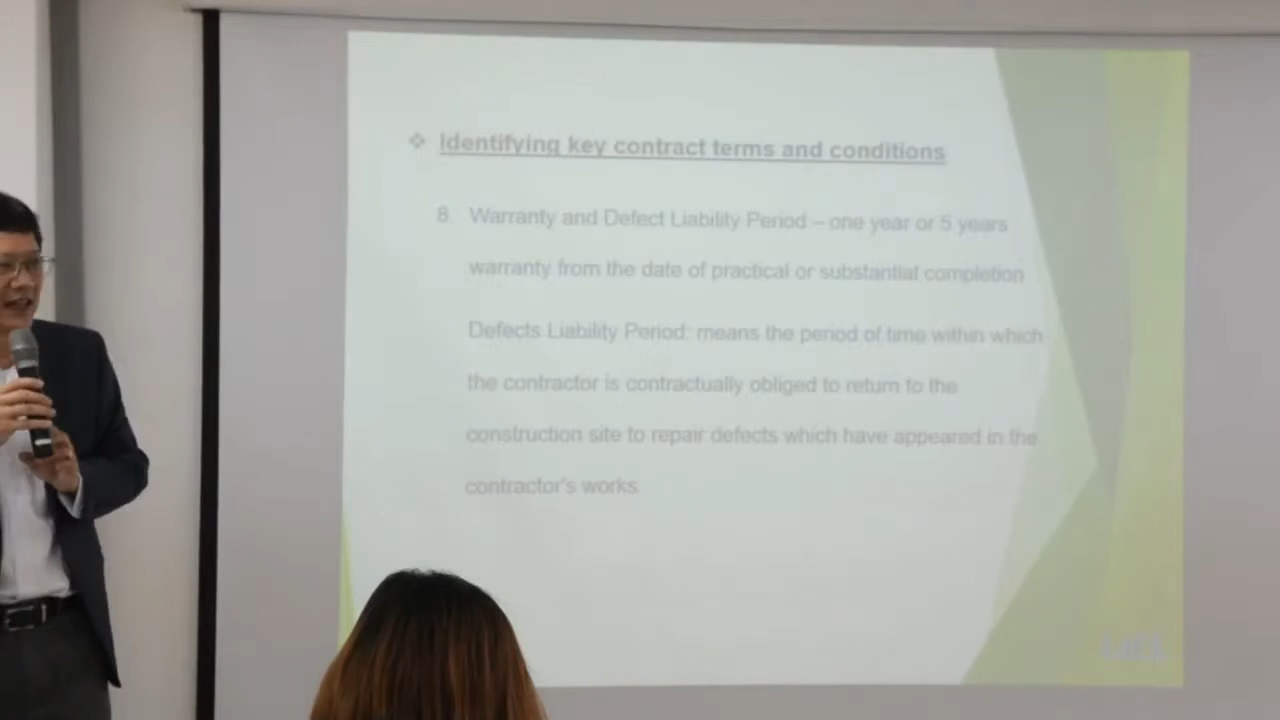 ❖ Identifying key contract terms and conditions
8. Warranty and Defect Liability Period – one year or 5 years
warranty from the date of practical or substantial completion
Defects Liability Period: means the period of time within which
the contractor is contractually obliged to return to the
construction site to repair defects which have appeared in the
contractor's works